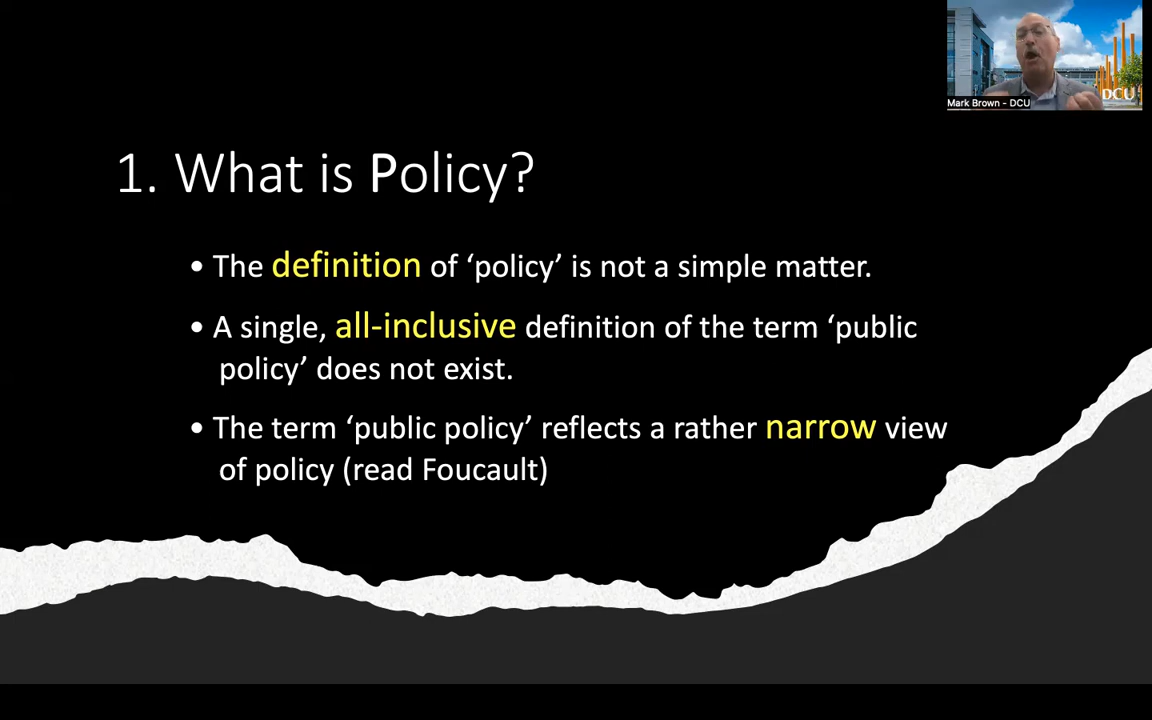 DCU
Mark Brown - DCU
1. What is Policy?
• The definition of ‘policy’ is not a simple matter.
• A single, all-inclusive definition of the term ‘public
policy’ does not exist.
• The term ‘public policy’ reflects a rather narrow view
of policy (read Foucault)